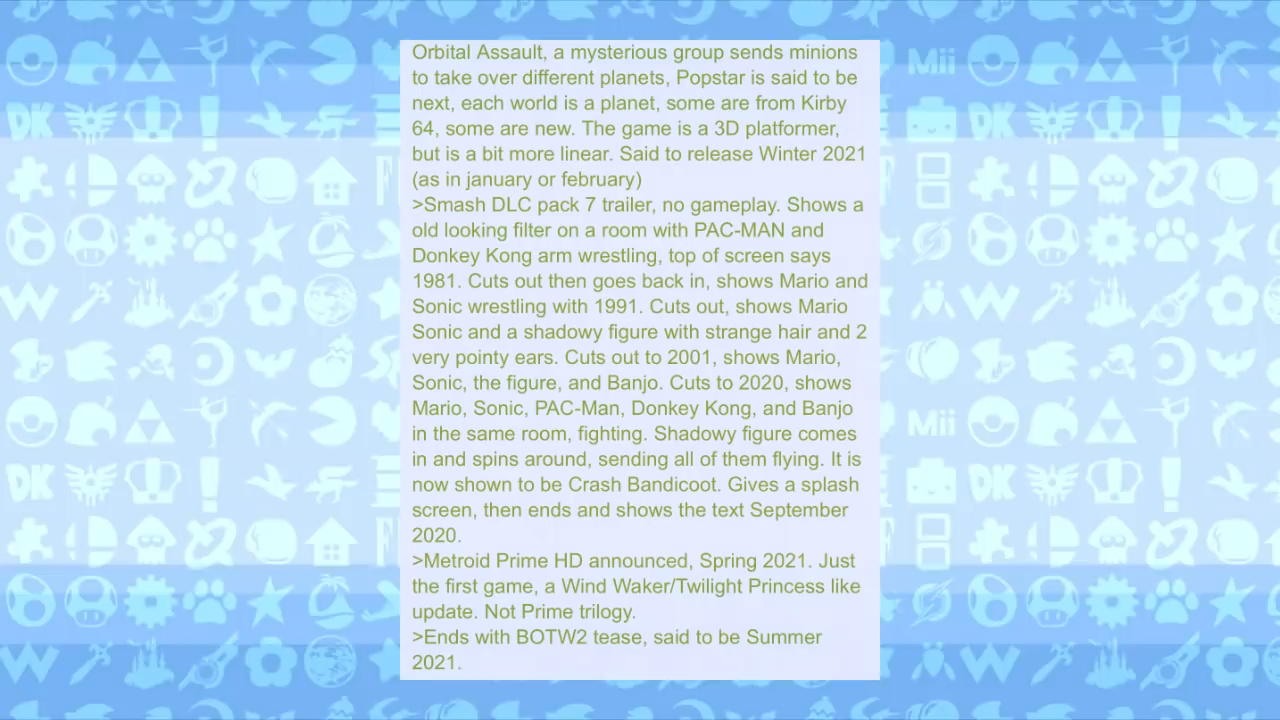 Orbital Assault, a mysterious group sends minions
to take over different planets, Popstar is said to be
next, each world is a planet, some are from Kirby
64, some are new. The game is a 3D platformer,
but is a bit more linear. Said to release Winter 2021
(as in january or february)
>Smash DLC pack 7 trailer, no gameplay. Shows a
old looking filter on a room with PAC-MAN and
Donkey Kong arm wrestling, top of screen says
1981. Cuts out then goes back in, shows Mario and
Sonic wrestling with 1991. Cuts out, shows Mario
Sonic and a shadowy figure with strange hair and 2
very pointy ears. Cuts out to 2001, shows Mario,
Sonic, the figure, and Banjo. Cuts to 2020, shows
Mario, Sonic, PAC-Man, Donkey Kong, and Banjo
in the same room, fighting. Shadowy figure comes
in and spins around, sending all of them flying. It is
now shown to be Crash Bandicoot. Gives a splash
screen, then ends and shows the text September
2020.
>Metroid Prime HD announced, Spring 2021. Just
the first game, a Wind Waker/Twilight Princess like
update. Not Prime trilogy.
>Ends with BOTW2 tease, said to be Summer
2021.
Mii
DK
DK
Mii
DK
DK